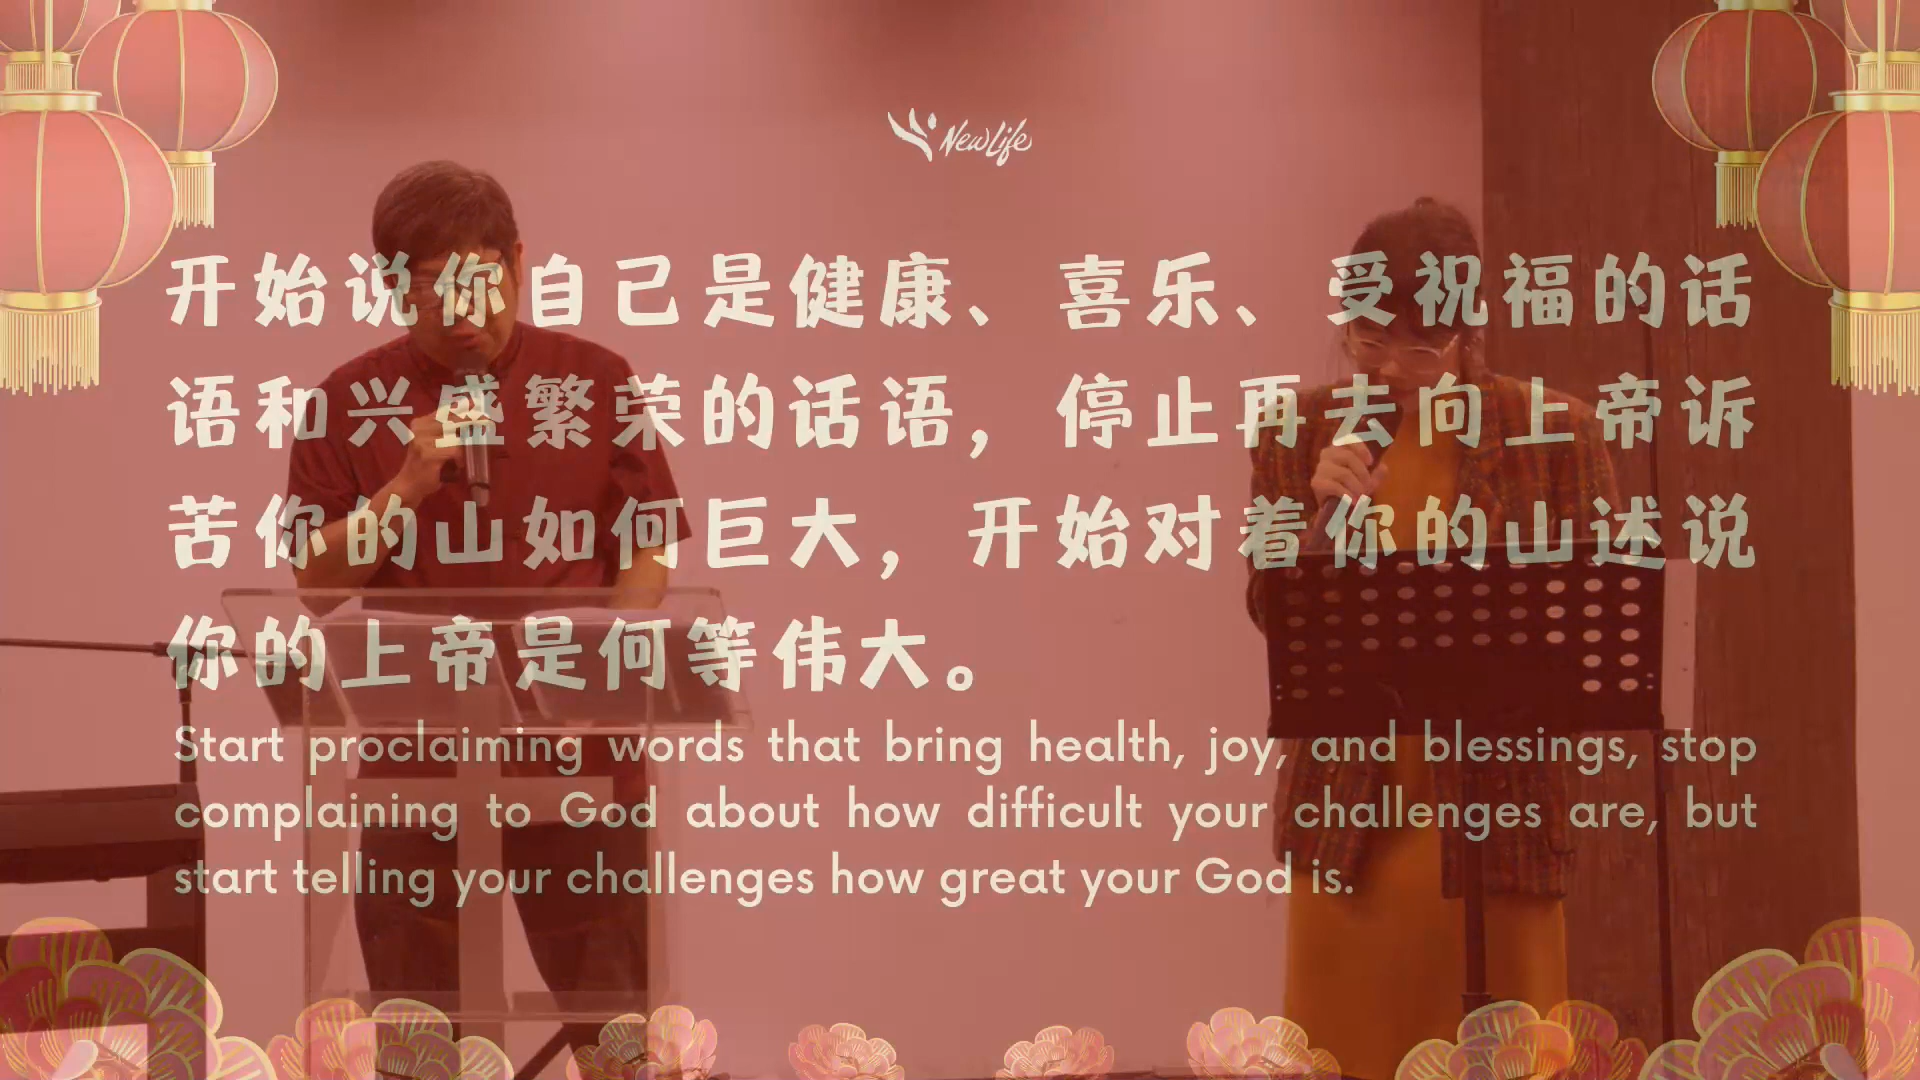 NewLife
开始说你自己是健康、喜乐、受祝福的话
语和兴盛繁荣的话语，停止再去向上帝诉
苦你的山如何巨大，开始对着你的山述说
你的上帝是何等伟大。
Start proclaiming words that bring health, joy, and blessings, stop
complaining to God about how difficult your challenges are, but
start telling your challenges how great your God is.